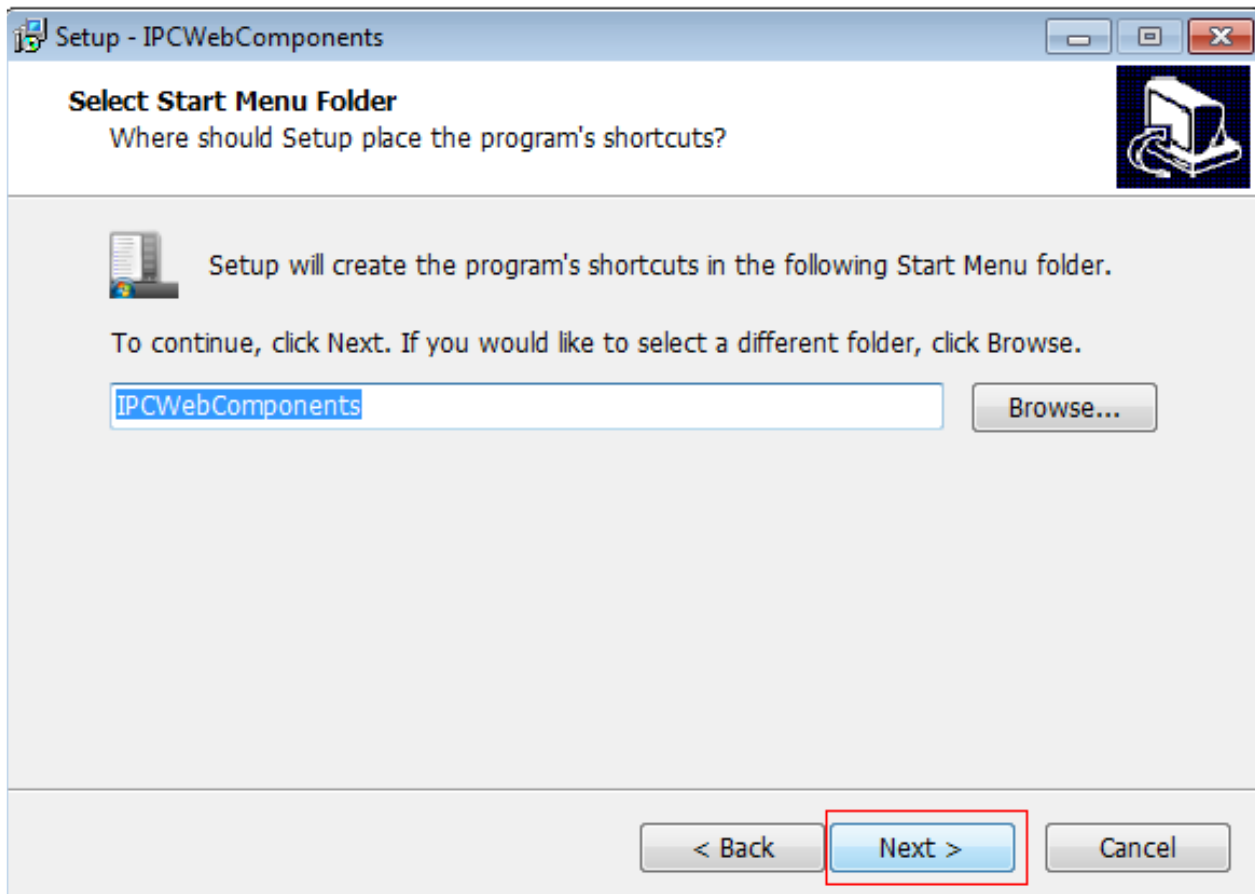 Setup - IPCWebComponents
Select Start Menu Folder
Where should Setup place the program's shortcuts?
Setup will create the program's shortcuts in the following Start Menu folder.
To continue, click Next. If you would like to select a different folder, click Browse.
IPCWebComponents
Browse...
< Back
Next >
Cancel